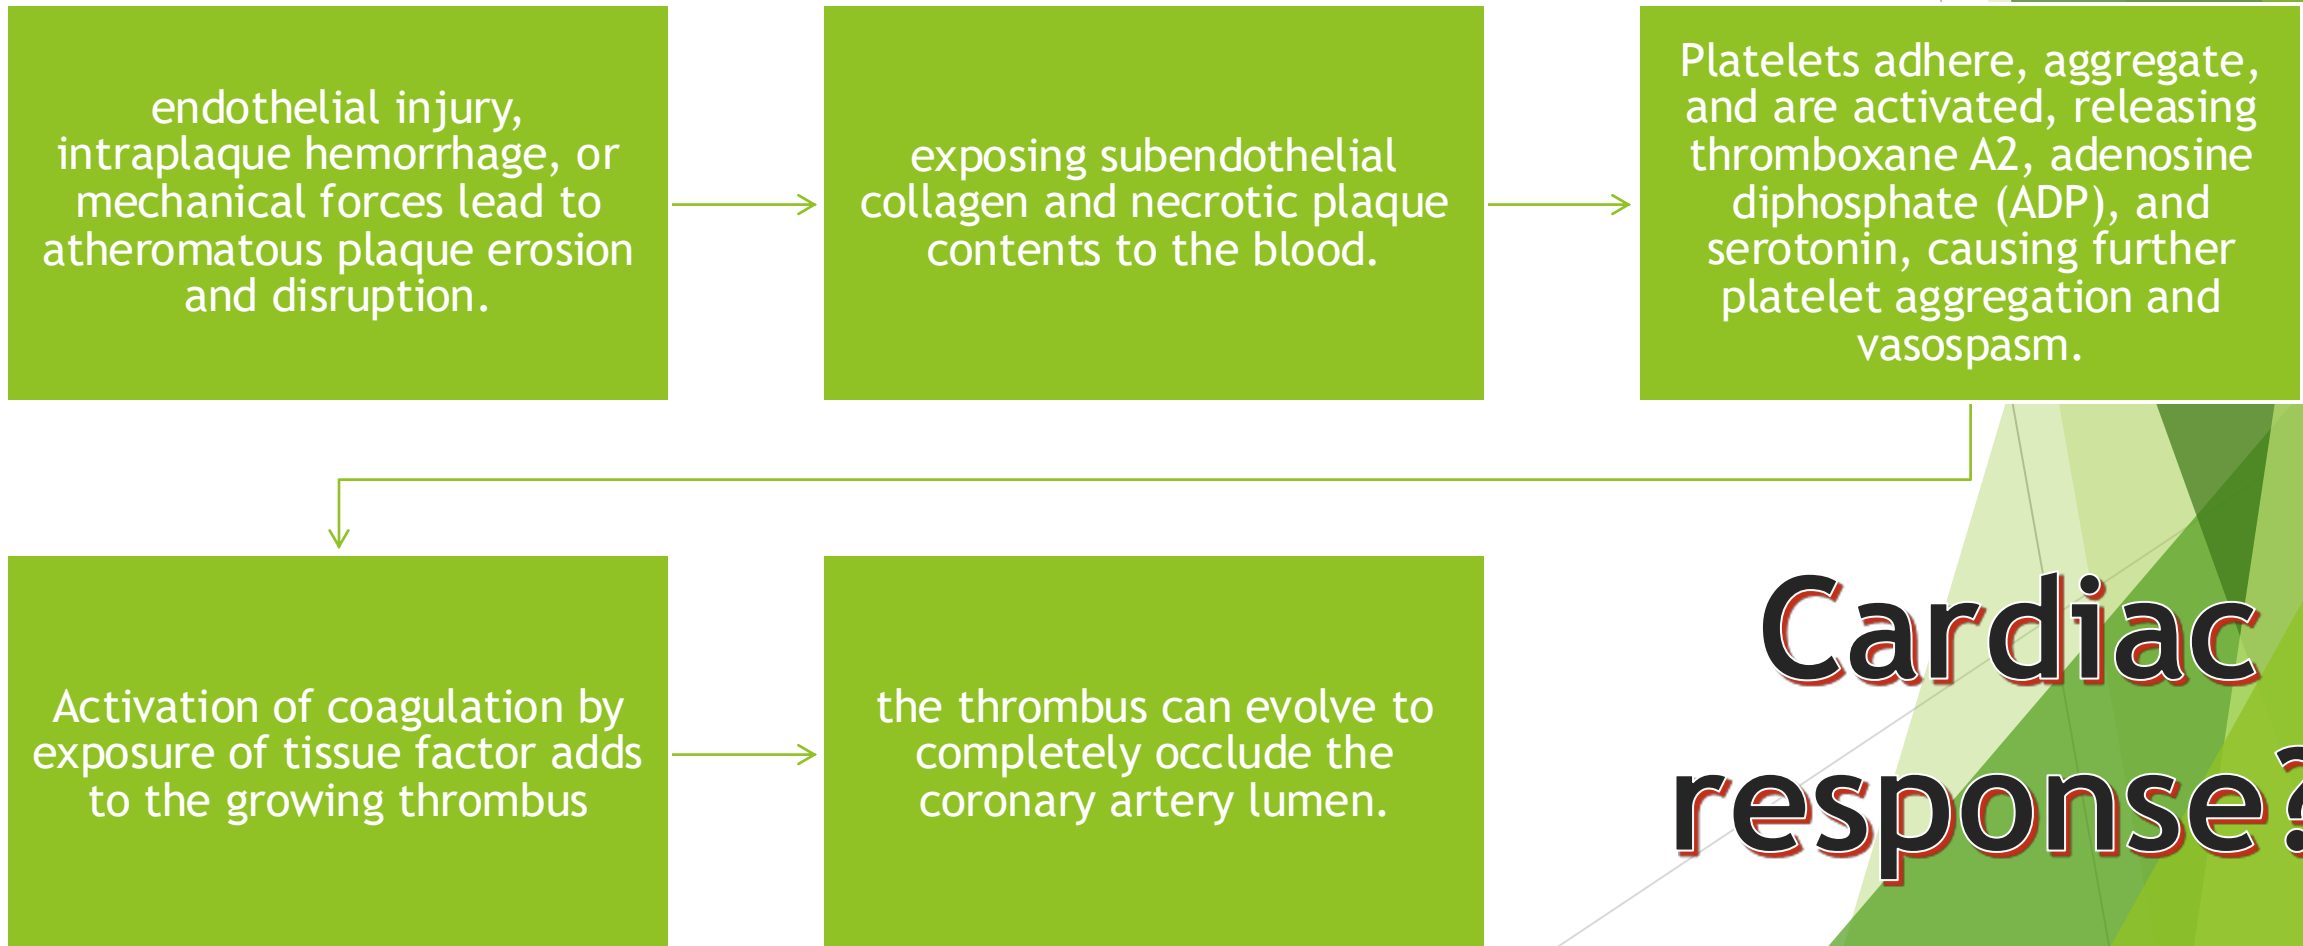 endothelial injury,
intraplaque hemorrhage, or
mechanical forces lead to
atheromatous plaque erosion
and disruption.
exposing subendothelial
collagen and necrotic plaque
contents to the blood.
Platelets adhere, aggregate,
and are activated, releasing
thromboxane A2, adenosine
diphosphate (ADP), and
serotonin, causing further
platelet aggregation and
vasospasm.
Activation of coagulation by
exposure of tissue factor adds
to the growing thrombus
the thrombus can evolve to
completely occlude the
coronary artery lumen.
Cardiac
response?